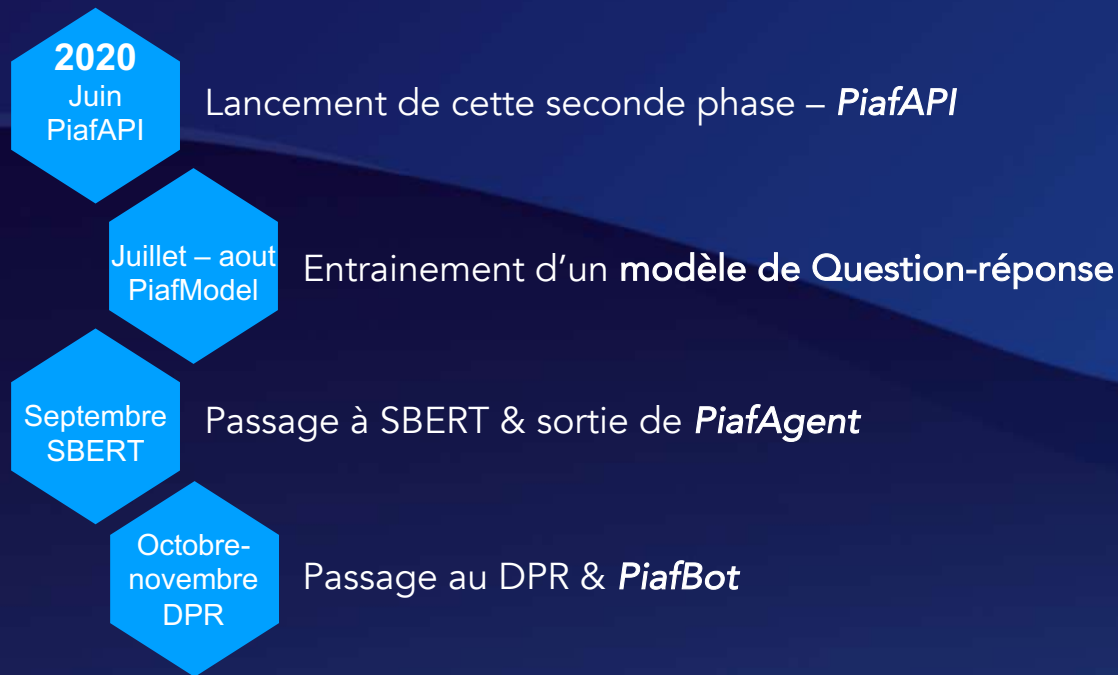 2020
Juin
PiafAPI
Lancement de cette seconde phase – PiafAPI
Juillet – aout
PiafModel
Entrainement d’un modèle de Question-réponse
Septembre
SBERT
Passage à SBERT & sortie de PiafAgent
Octobre-
novembre
DPR
Passage au DPR & PiafBot